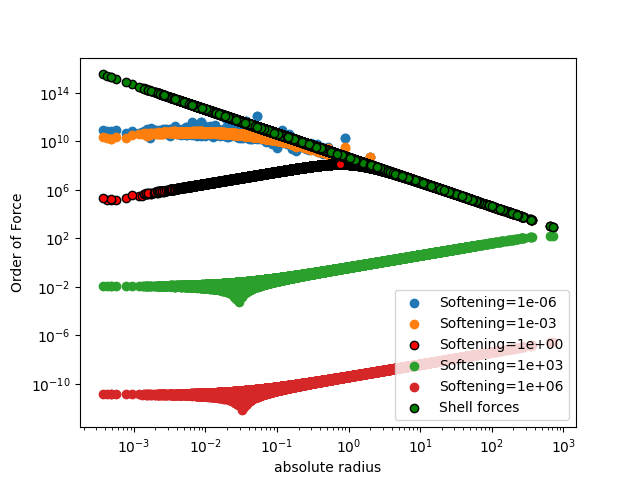 Order of Force
10^14
10^10
10^6
10^2
10^−2
10^−6
10^−10
Softening=1e-06
Softening=1e-03
Softening=1e+00
Softening=1e+03
Softening=1e+06
Shell forces
10^−3 10^−2 10^−1 10^0 10^1 10^2 10^3
absolute radius